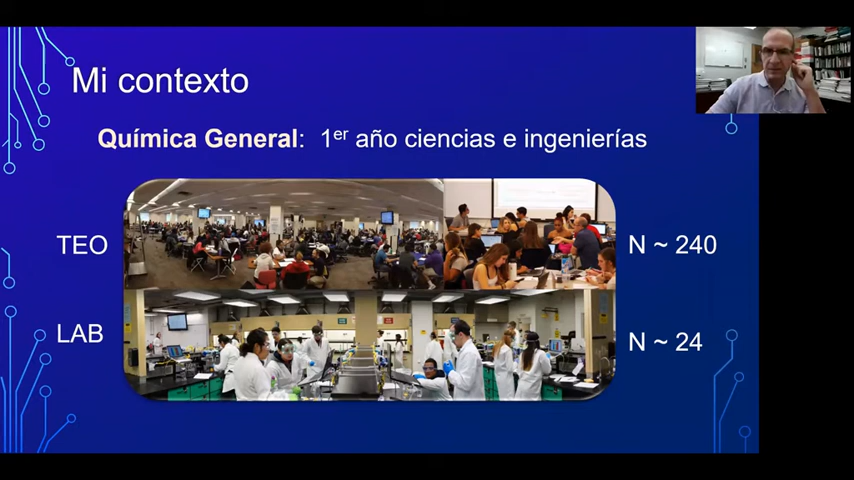 Mi contexto
Química General: 1er año ciencias e ingenierías
TEO
N ~ 240
LAB
N ~ 24